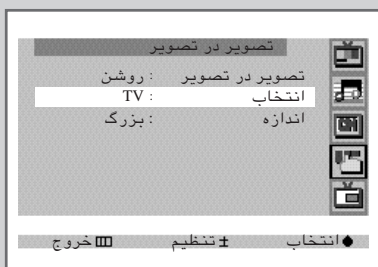 تصویر در تصویر
تصویر در تصویر : روشن
انتخاب : TV
اندازه : بزرگ
انتخاب ± تنظیم خروج